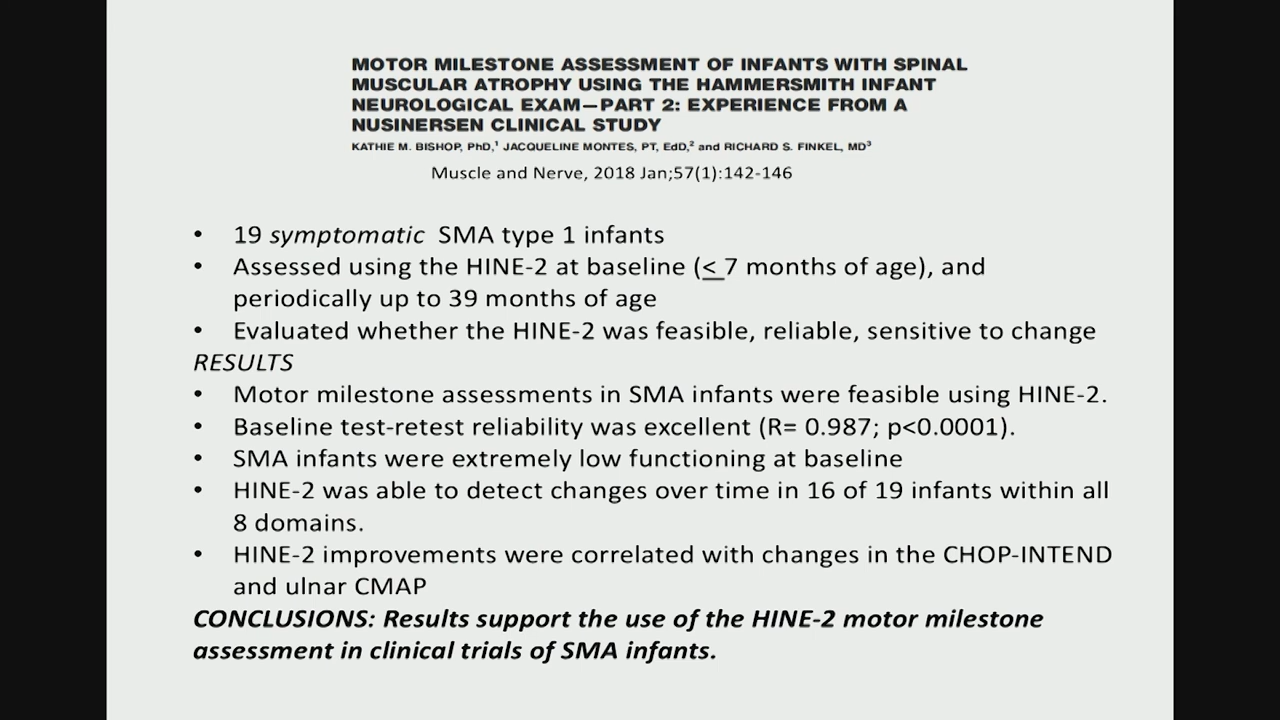 MOTOR MILESTONE ASSESSMENT OF INFANTS WITH SPINAL
MUSCULAR ATROPHY USING THE HAMMERSMITH INFANT
NEUROLOGICAL EXAM—PART 2: EXPERIENCE FROM A
NUSINERSEN CLINICAL STUDY
KATHIE M. BISHOP, PhD,¹ JACQUELINE MONTES, PT, EdD,² and RICHARD S. FINKEL, MD³
Muscle and Nerve, 2018 Jan;57(1):142-146
• 19 symptomatic SMA type 1 infants
• Assessed using the HINE-2 at baseline (< 7 months of age), and
periodically up to 39 months of age
• Evaluated whether the HINE-2 was feasible, reliable, sensitive to change
RESULTS
• Motor milestone assessments in SMA infants were feasible using HINE-2.
• Baseline test-retest reliability was excellent (R= 0.987; p<0.0001).
• SMA infants were extremely low functioning at baseline
• HINE-2 was able to detect changes over time in 16 of 19 infants within all
8 domains.
• HINE-2 improvements were correlated with changes in the CHOP-INTEND
and ulnar CMAP
CONCLUSIONS: Results support the use of the HINE-2 motor milestone
assessment in clinical trials of SMA infants.